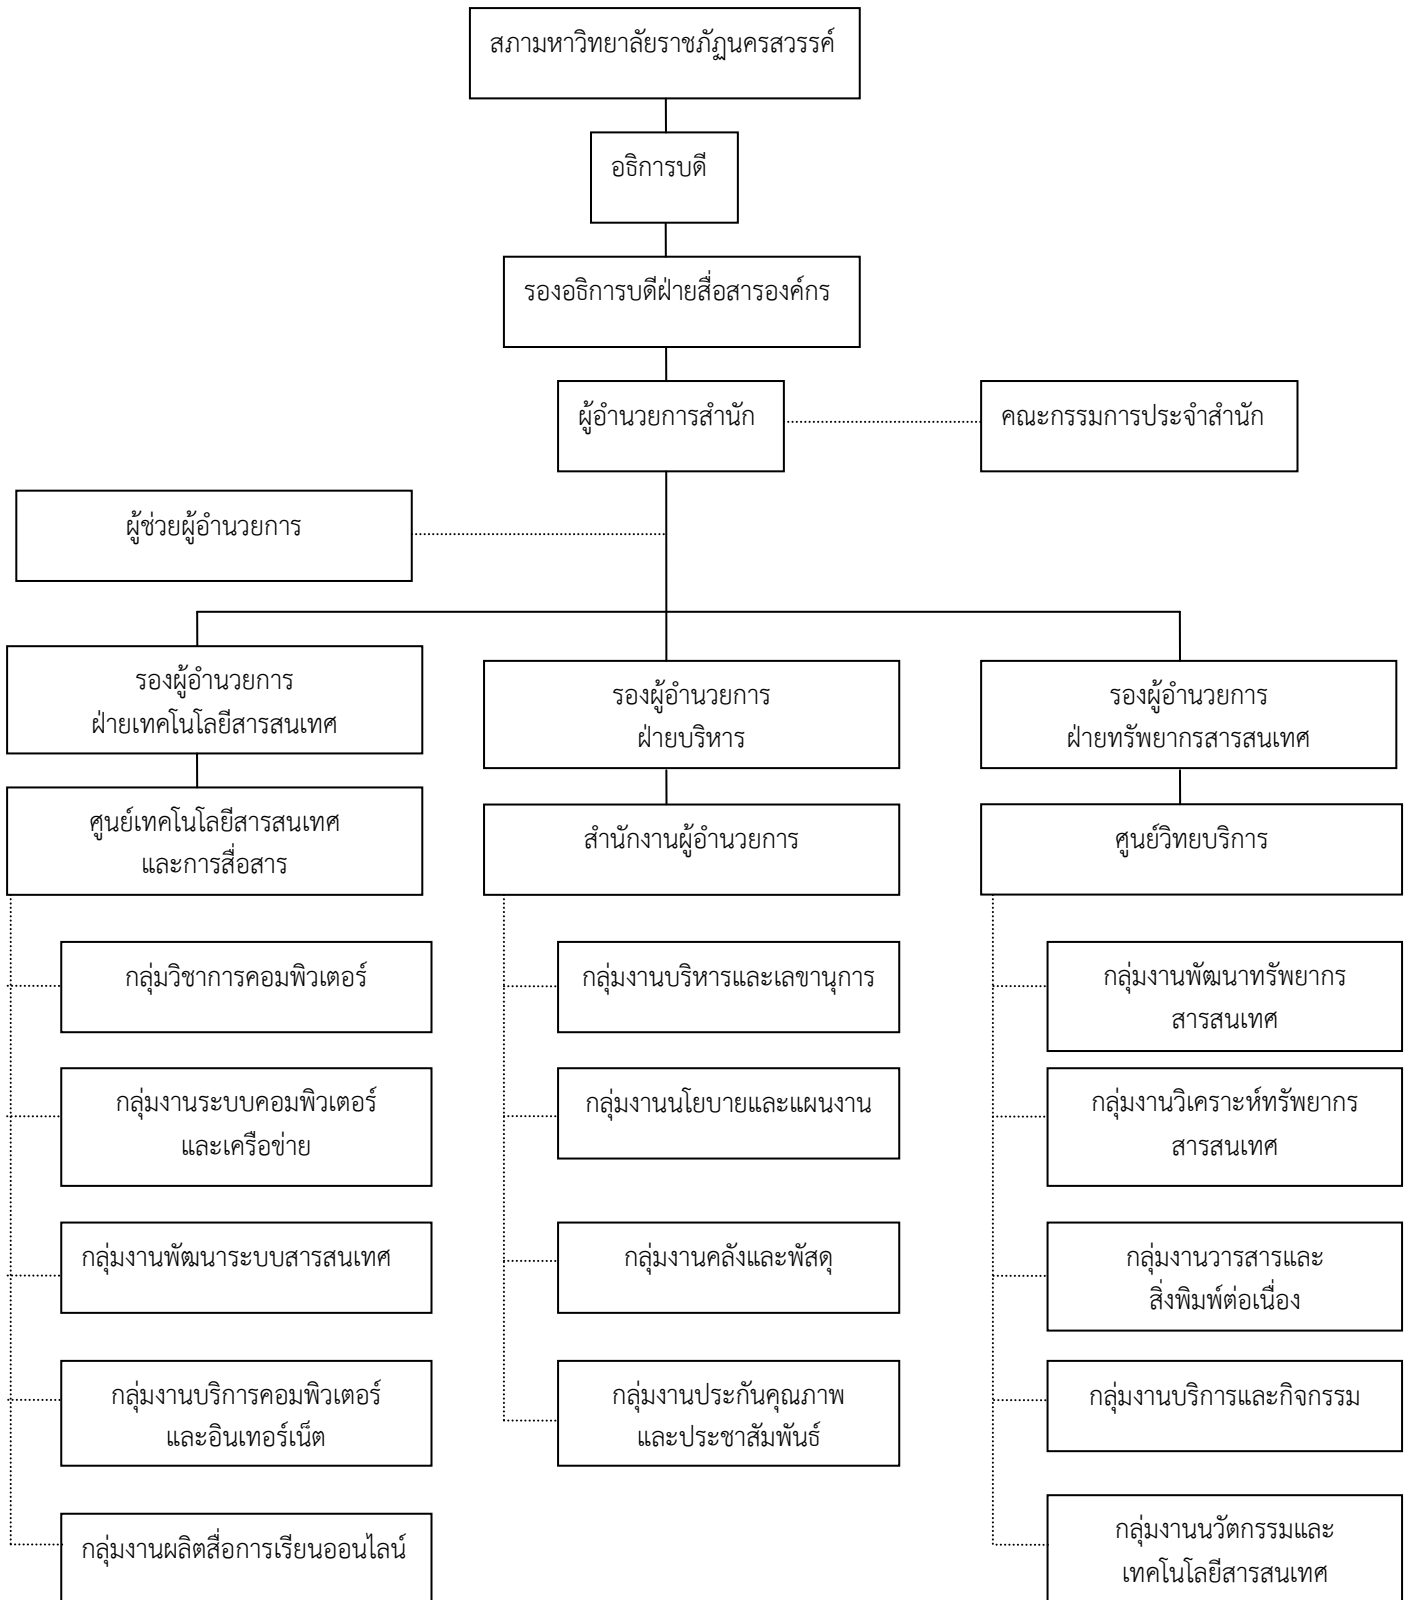 สภามหาวิทยาลัยราชภัฏนครสวรรค์
อธิการบดี
รองอธิการบดีฝ่ายสื่อสารองค์กร
ผู้อำนวยการสำนัก
คณะกรรมการประจำสำนัก
ผู้ช่วยผู้อำนวยการ
รองผู้อำนวยการ
ฝ่ายเทคโนโลยีสารสนเทศ
รองผู้อำนวยการ
ฝ่ายบริหาร
รองผู้อำนวยการ
ฝ่ายทรัพยากรสารสนเทศ
ศูนย์เทคโนโลยีสารสนเทศ
และการสื่อสาร
สำนักงานผู้อำนวยการ
ศูนย์วิทยบริการ
กลุ่มวิชาการคอมพิวเตอร์
กลุ่มงานระบบคอมพิวเตอร์
และเครือข่าย
กลุ่มงานพัฒนาระบบสารสนเทศ
กลุ่มงานบริการคอมพิวเตอร์
และอินเทอร์เน็ต
กลุ่มงานผลิตสื่อการเรียนออนไลน์
กลุ่มงานบริหารและเลขานุการ
กลุ่มงานนโยบายและแผนงาน
กลุ่มงานคลังและพัสดุ
กลุ่มงานประกันคุณภาพ
และประชาสัมพันธ์
กลุ่มงานพัฒนาทรัพยากร
สารสนเทศ
กลุ่มงานวิเคราะห์ทรัพยากร
สารสนเทศ
กลุ่มงานวารสารและ
สิ่งพิมพ์ต่อเนื่อง
กลุ่มงานบริการและกิจกรรม
กลุ่มงานนวัตกรรมและ
เทคโนโลยีสารสนเทศ